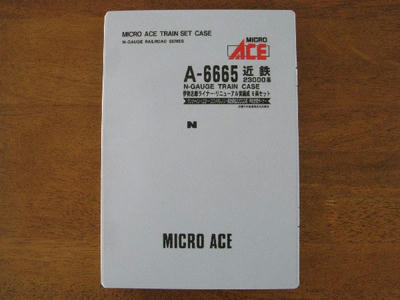 MICRO ACE TRAIN SET CASE
N-GAUGE RAILROAD SERIES
MICRO
ACE
A-6665 近鉄
23000系
N-GAUGE TRAIN CASE
伊勢志摩ライナー・リニューアル黄編成 6両セット
N
MICRO ACE